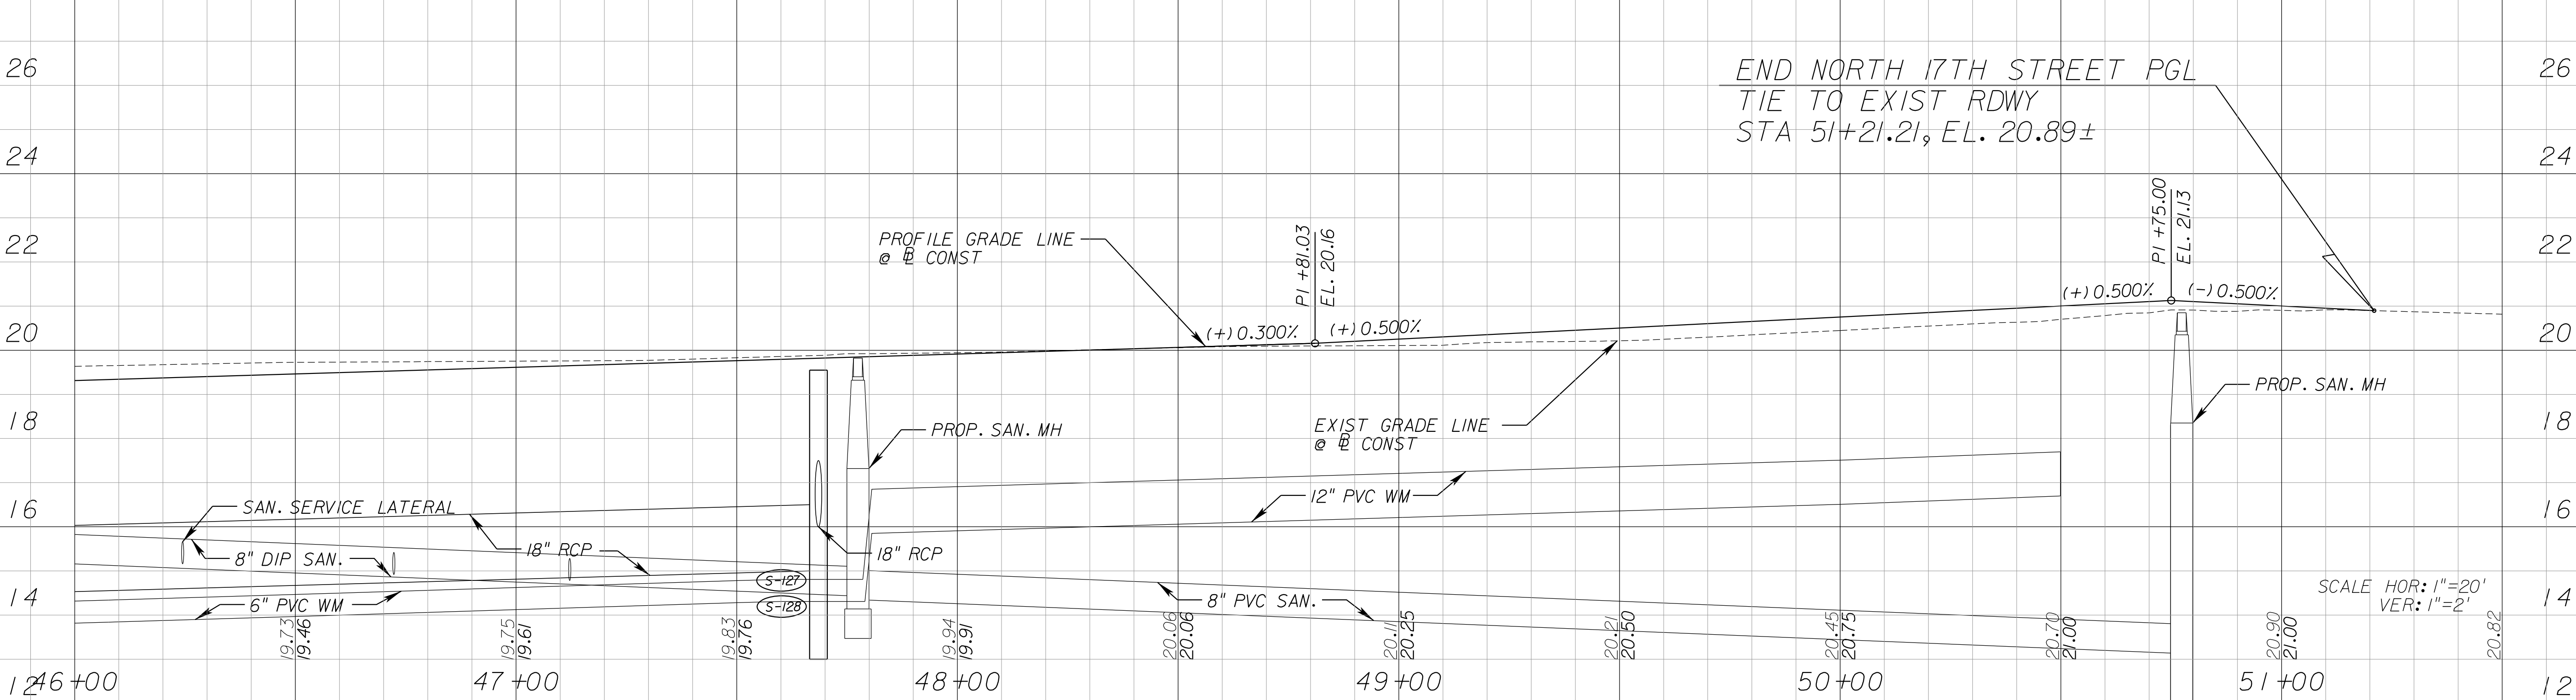 26
24
22
20
18
16
14
12
26
24
22
20
18
16
14
12
END NORTH 17TH STREET PGL
TIE TO EXIST RDWY
STA 51+21.21, EL. 20.89±
PROFILE GRADE LINE
@ ℄ CONST
PI +81.03
EL. 20.16
(+) 0.300%
(+) 0.500%
PI +75.00
EL. 21.13
(+) 0.500%
(-) 0.500%
EXIST GRADE LINE
@ ℄ CONST
PROP. SAN. MH
PROP. SAN. MH
SAN. SERVICE LATERAL
8" DIP SAN.
18" RCP
18" RCP
6" PVC WM
12" PVC WM
8" PVC SAN.
S-127
S-128
SCALE HOR: 1"=20'
VER: 1"=2'
19.73
19.46
19.75
19.61
19.83
19.76
19.94
19.91
20.06
20.06
20.11
20.25
20.21
20.50
20.45
20.75
20.70
21.00
20.90
21.00
20.82
46+00
47+00
48+00
49+00
50+00
51+00